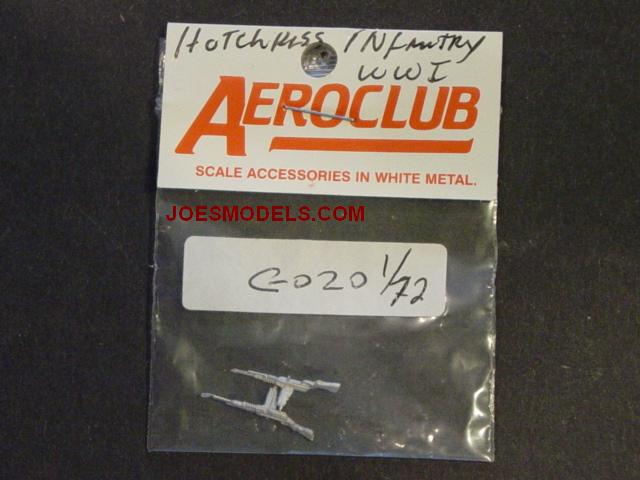 Hotchkiss Infantry
WWI
AEROCLUB
SCALE ACCESSORIES IN WHITE METAL.
JOESMODELS.COM
G020 1/72